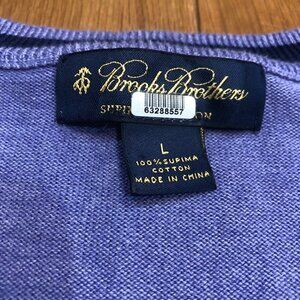 Brooks Brothers
63288557
L
100% SUPIMA
COTTON
MADE IN CHINA